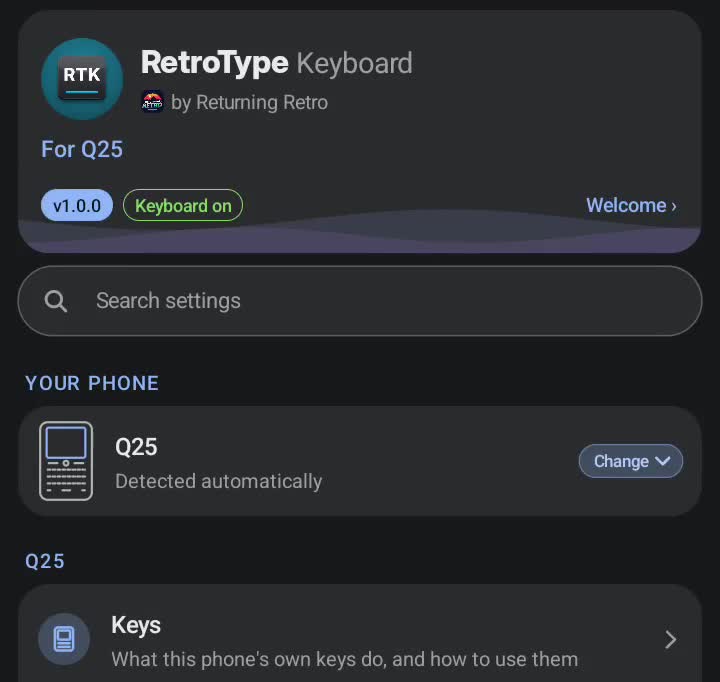 RTK
RetroType Keyboard
RETRO
by Returning Retro
For Q25
v1.0.0
Keyboard on
Welcome ›
Search settings
YOUR PHONE
Q25
Detected automatically
Change
Q25
Keys
What this phone's own keys do, and how to use them